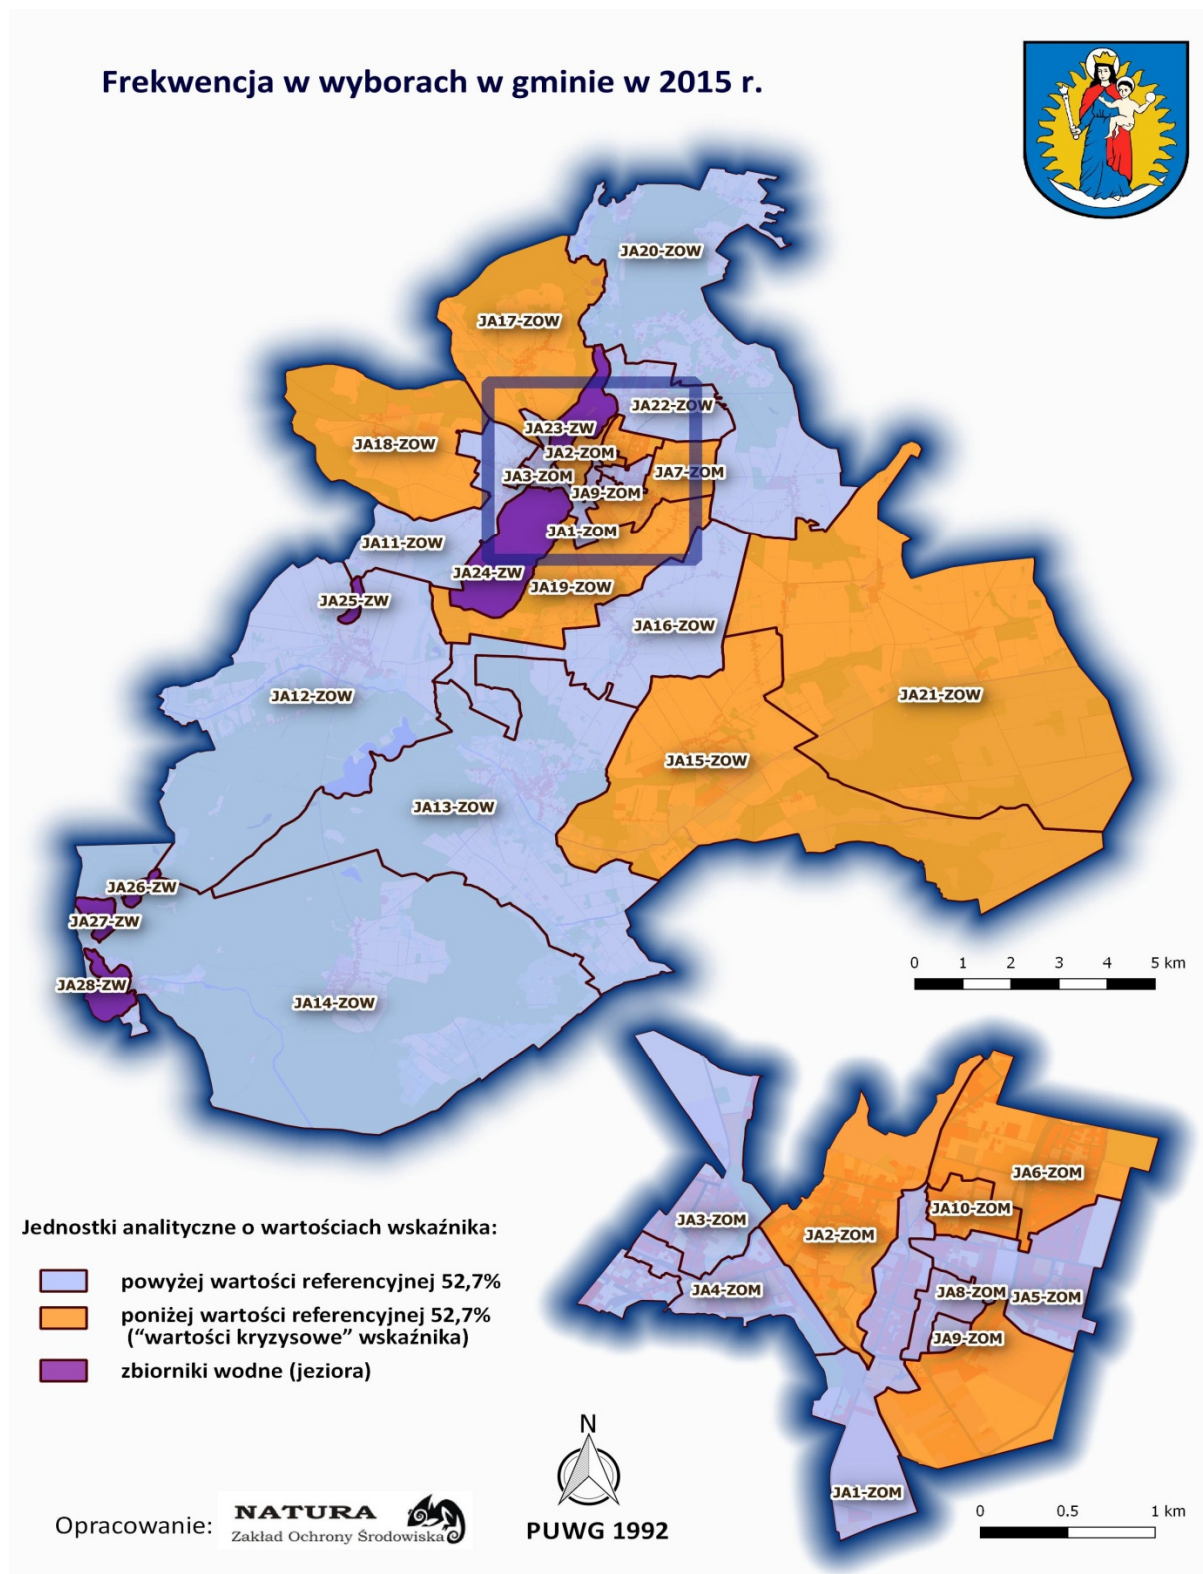 Frekwencja w wyborach w gminie w 2015 r.
JA20-ZOW
JA17-ZOW
JA22-ZOW
JA23-ZW
JA18-ZOW
JA2-ZOM
JA3-ZOM
JA7-ZOM
JA9-ZOM
JA1-ZOM
JA11-ZOW
JA24-ZW
JA19-ZOW
JA25-ZW
JA16-ZOW
JA12-ZOW
JA21-ZOW
JA15-ZOW
JA13-ZOW
JA26-ZW
JA27-ZW
JA28-ZW
JA14-ZOW
0 1 2 3 4 5 km
JA6-ZOM
JA10-ZOM
JA3-ZOM
JA2-ZOM
JA4-ZOM
JA8-ZOM
JA5-ZOM
JA9-ZOM
JA1-ZOM
Jednostki analityczne o wartościach wskaźnika:
powyżej wartości referencyjnej 52,7%
poniżej wartości referencyjnej 52,7%
(“wartości kryzysowe” wskaźnika)
zbiorniki wodne (jeziora)
N
PUWG 1992
0 0.5 1 km
Opracowanie:
NATURA
Zakład Ochrony Środowiska